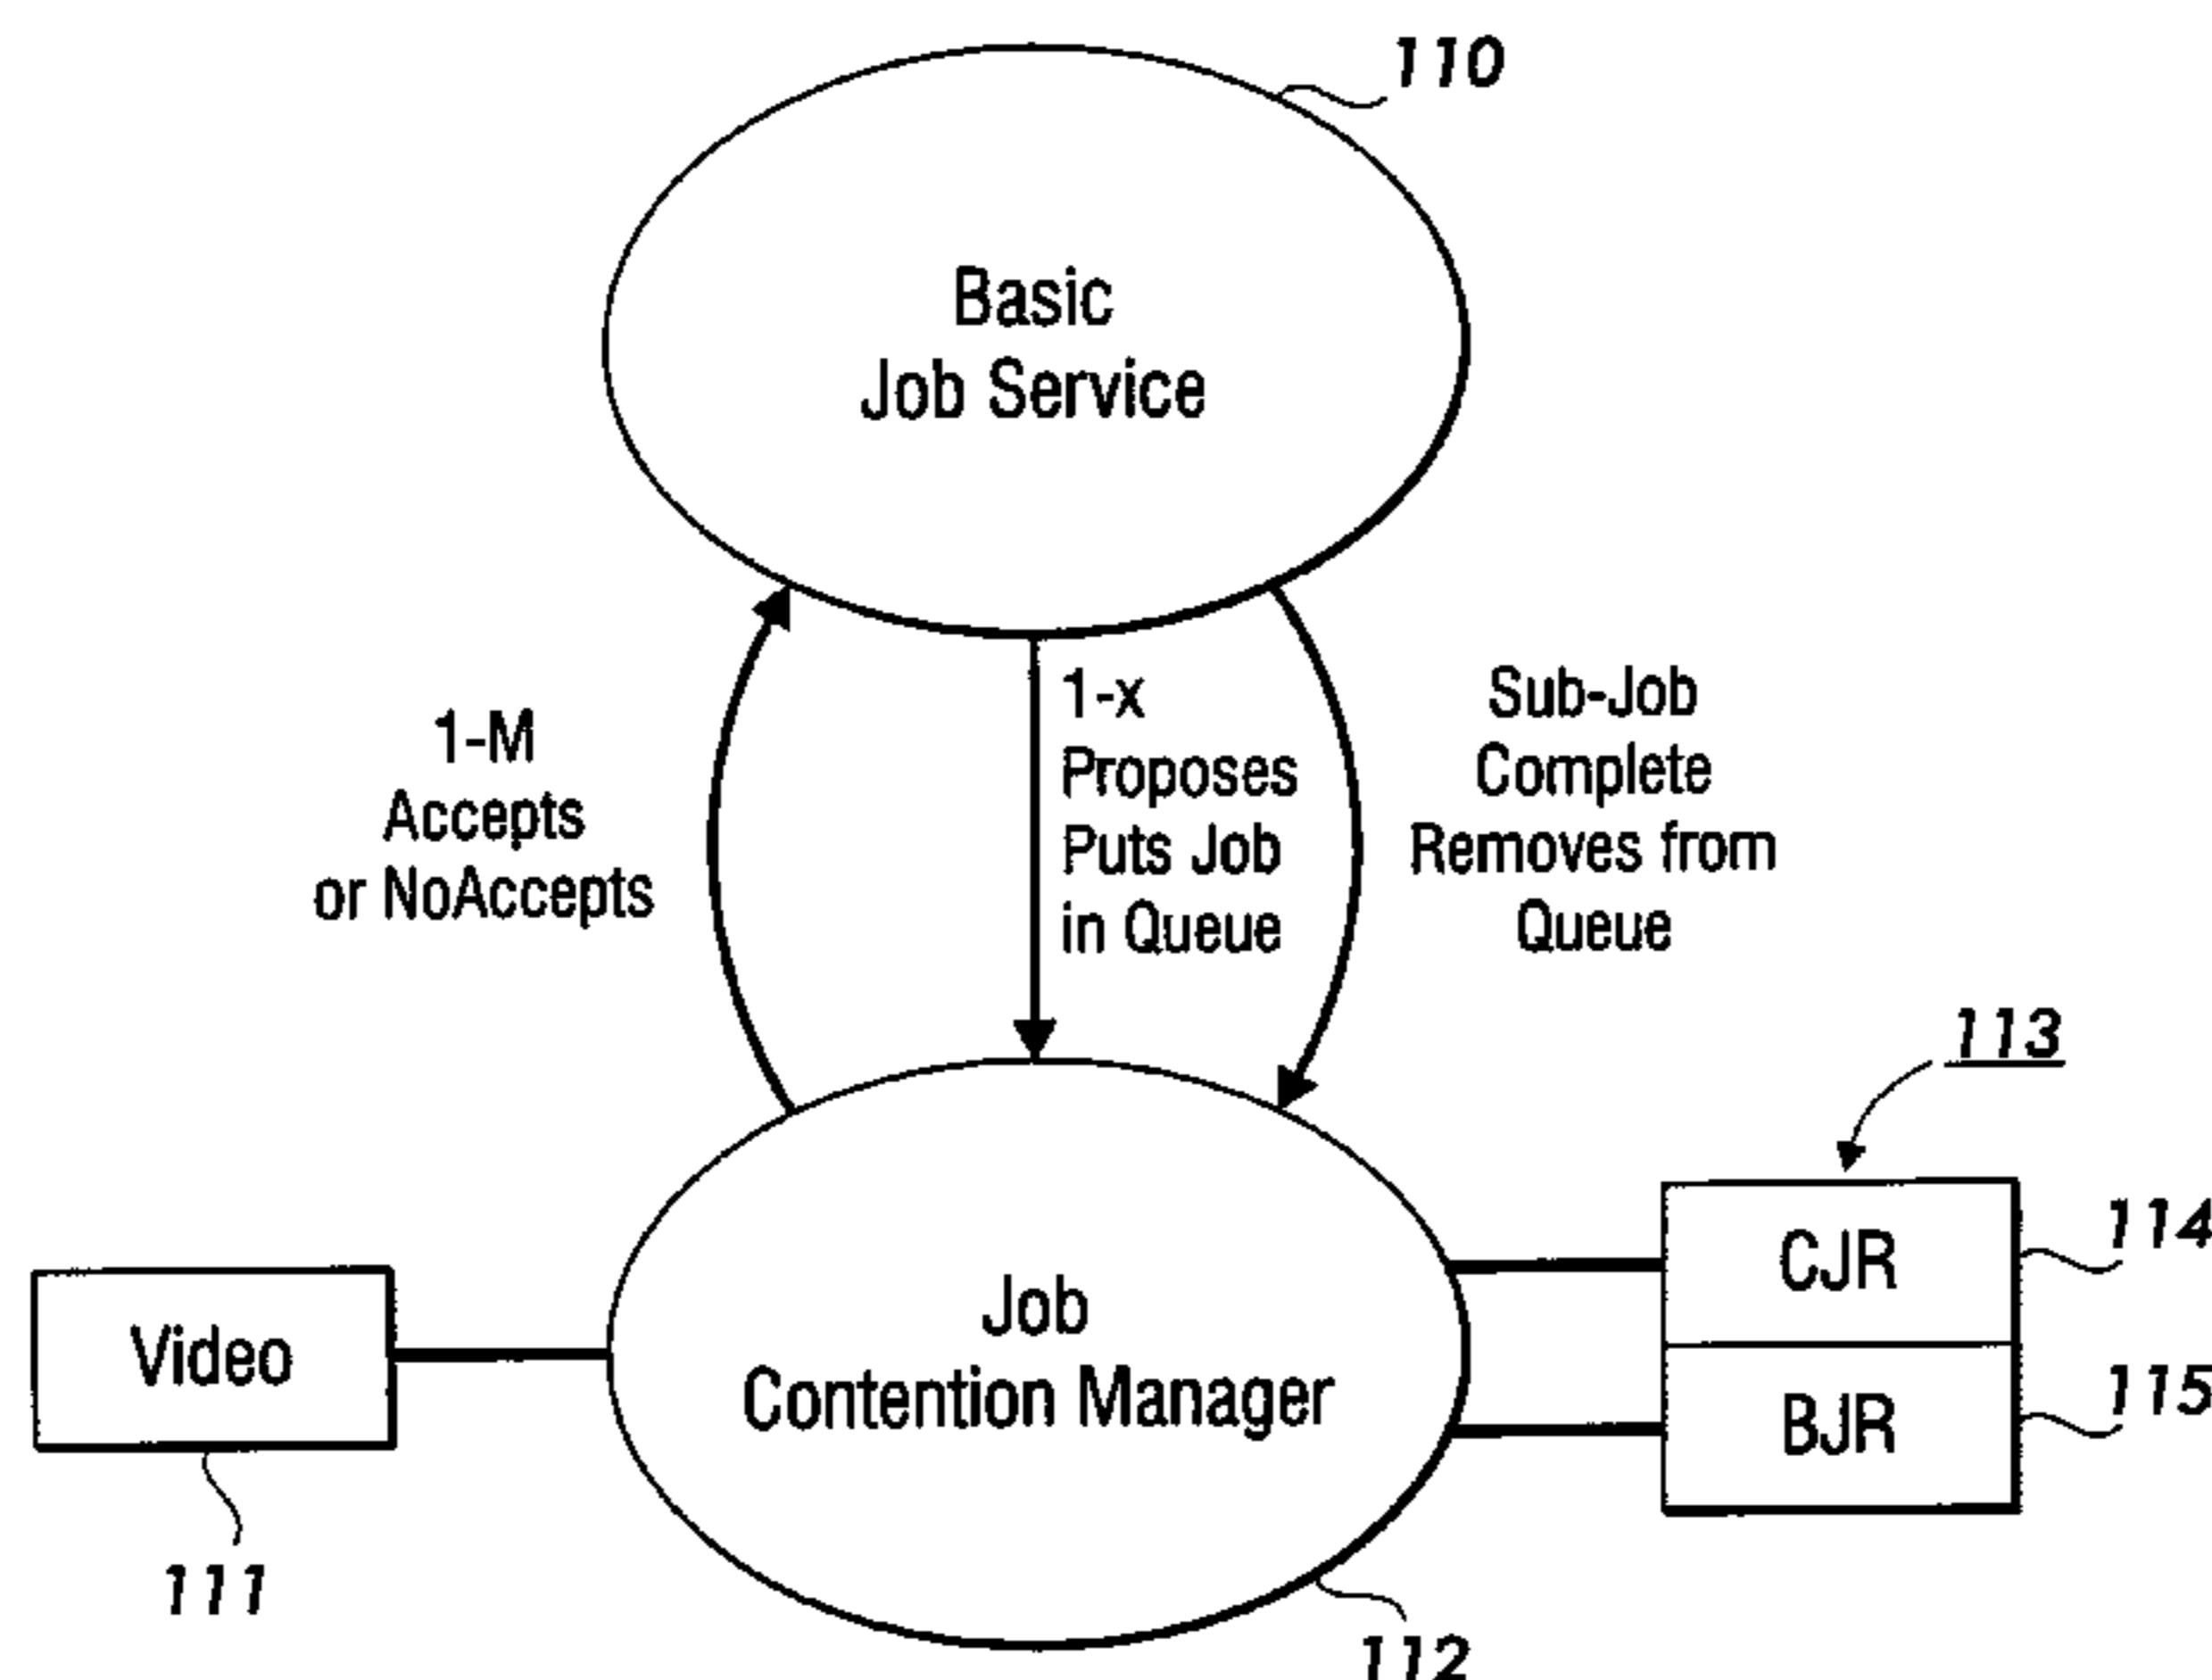 110
Basic
Job Service
1-M
Accepts
or NoAccepts
1-x
Proposes
Puts Job
in Queue
Sub-Job
Complete
Removes from
Queue
113
Video
111
Job
Contention Manager
112
CJR
114
BJR
115